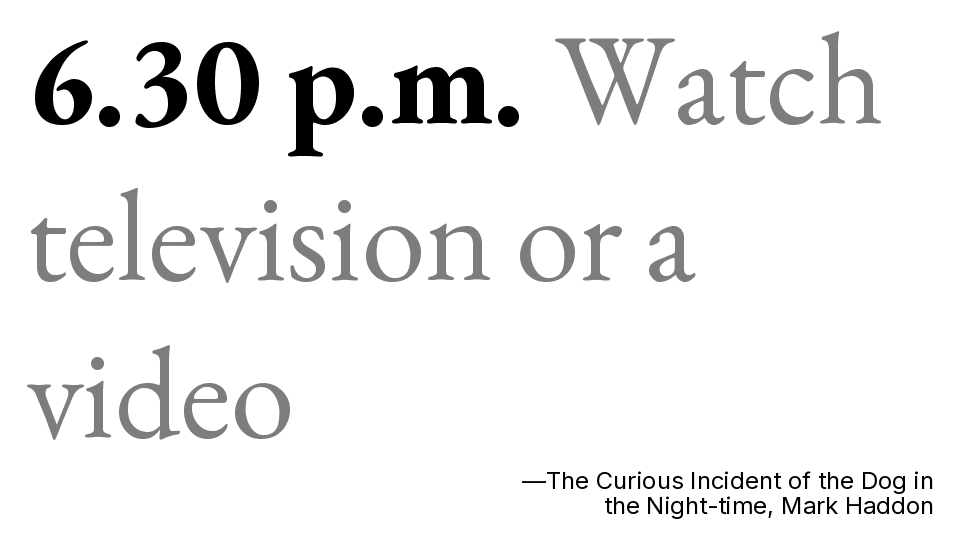 6.30 p.m. Watch
television or a
video
—The Curious Incident of the Dog in
the Night-time, Mark Haddon